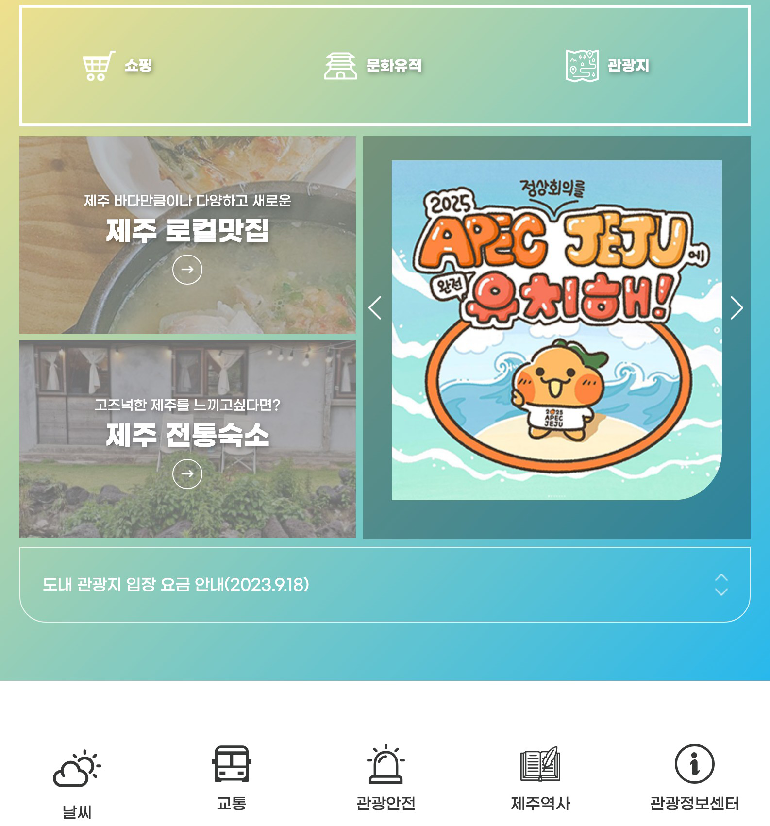 쇼핑
문화유적
관광지
제주 바다만큼이나 다양하고 새로운
제주 로컬맛집
고즈넉한 제주를 느끼고싶다면?
제주 전통숙소
정상회의를
2025
APEC JEJU에
완전
유치해!
2025
APEC
JEJU
도내 관광지 입장 요금 안내(2023.9.18)
날씨
교통
관광안전
제주역사
관광정보센터